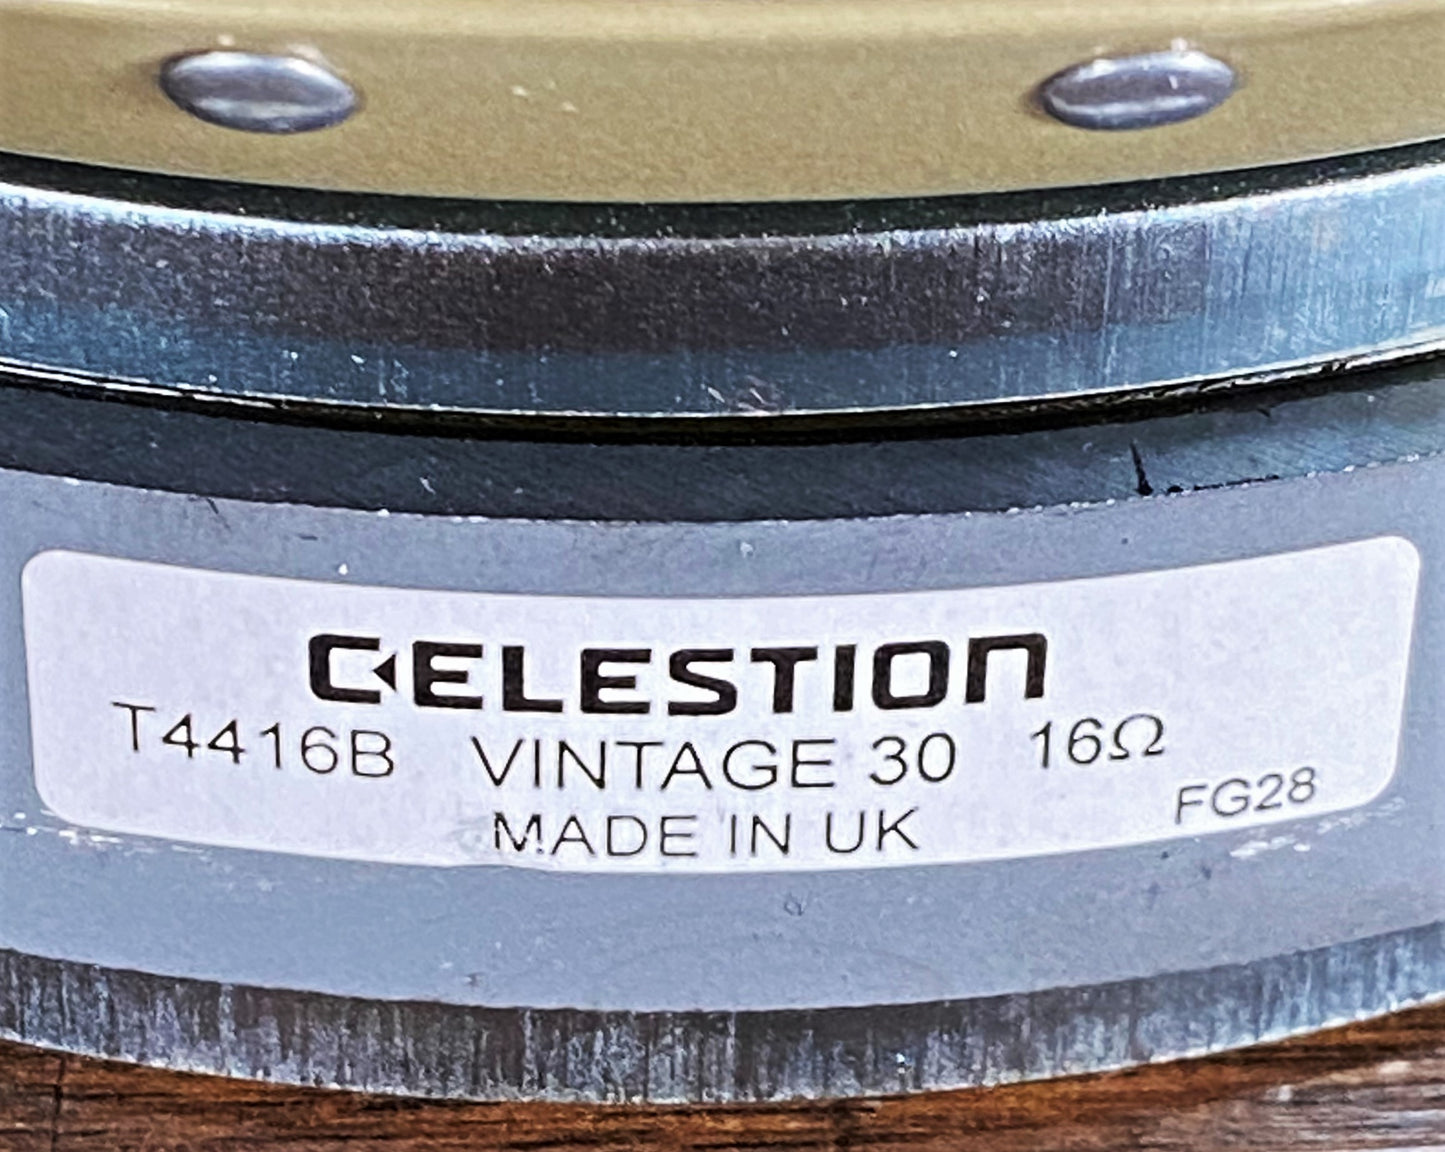 CELESTION
T4416B VINTAGE 30 16Ω
FG28
MADE IN UK